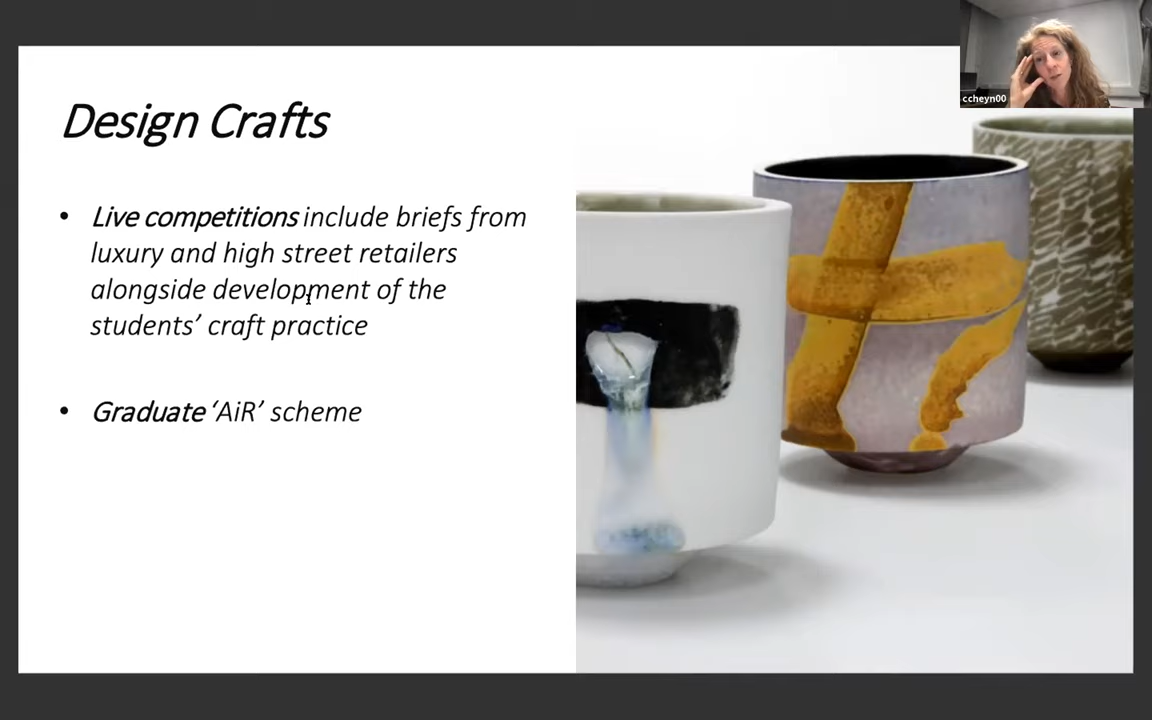 ccheyn00
Design Crafts
• Live competitions include briefs from
luxury and high street retailers
alongside development of the
students’ craft practice
• Graduate ‘AiR’ scheme